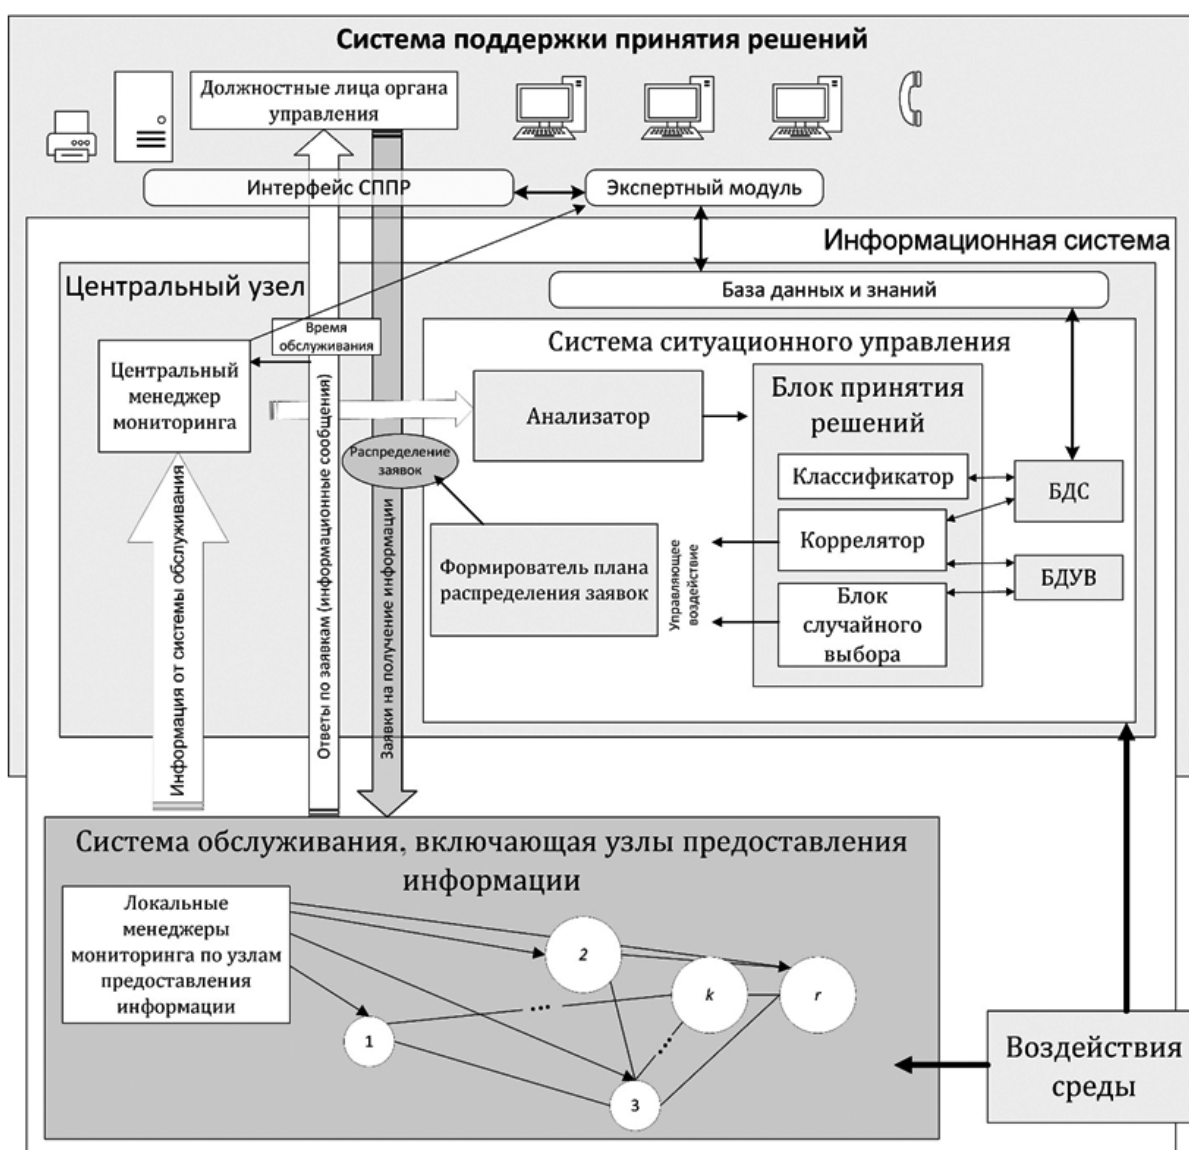 Система поддержки принятия решений
Должностные лица органа
управления
Интерфейс СППР
Экспертный модуль
Информационная система
Центральный узел
База данных и знаний
Время
обслуживания
Система ситуационного управления
Центральный
менеджер
мониторинга
Анализатор
Блок принятия
решений
Распределение
заявок
Классификатор
БДС
Коррелятор
Формирователь плана
распределения заявок
Управляющее
воздействие
БДУВ
Блок
случайного
выбора
Информация от системы обслуживания
Ответы по заявкам (информационные сообщения)
Заявки на получение информации
Система обслуживания, включающая узлы предоставления
информации
Локальные
менеджеры
мониторинга по узлам
предоставления
информации
2
k
r
1
3
Воздействия
среды